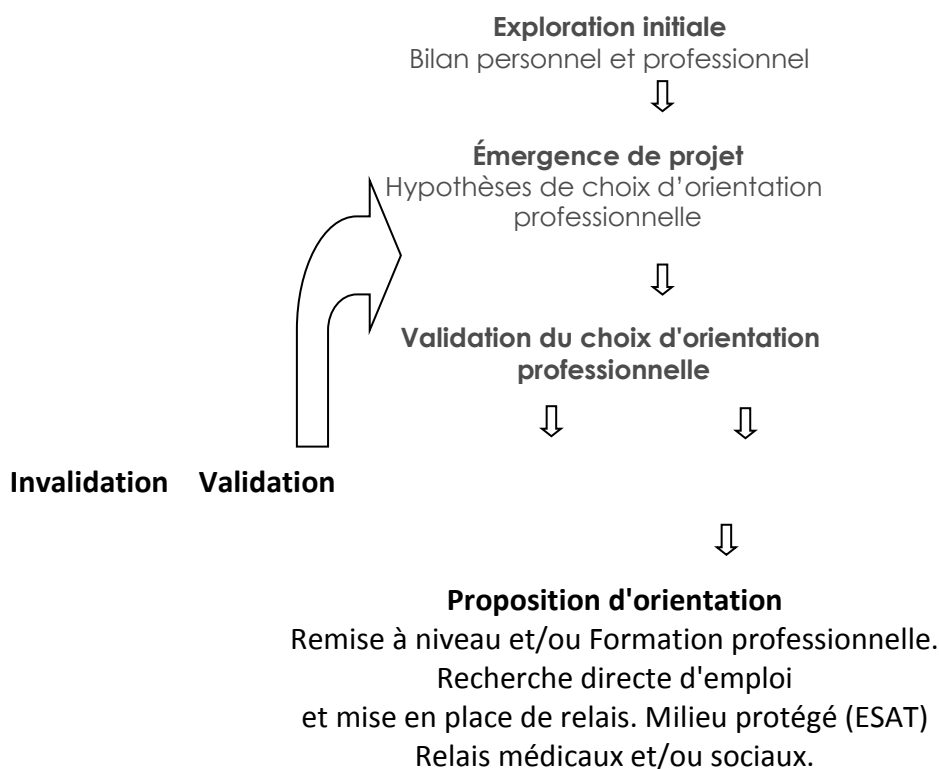 Exploration initiale
Bilan personnel et professionnel
Émergence de projet
Hypothèses de choix d’orientation
professionnelle
Validation du choix d'orientation
professionnelle
Invalidation Validation
Proposition d'orientation
Remise à niveau et/ou Formation professionnelle.
Recherche directe d'emploi
et mise en place de relais. Milieu protégé (ESAT)
Relais médicaux et/ou sociaux.